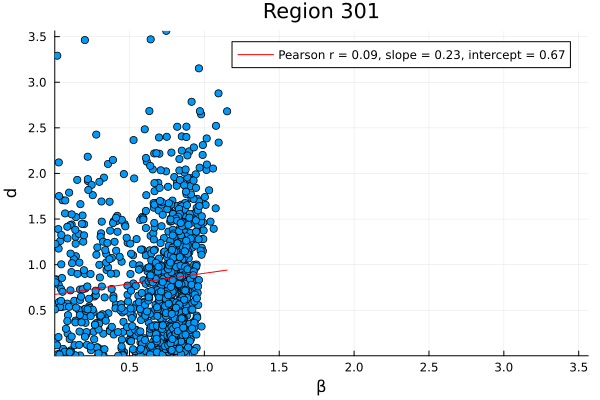 Region 301
Pearson r = 0.09, slope = 0.23, intercept = 0.67
3.5
3.0
2.5
2.0
1.5
1.0
0.5
d
0.5 1.0 1.5 2.0 2.5 3.0 3.5
β